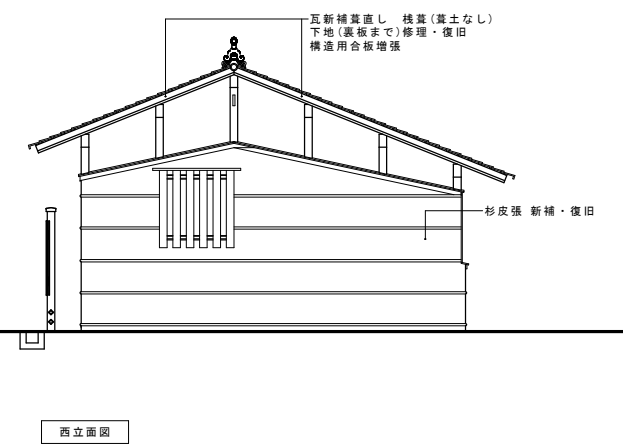 瓦新補葺直し 桟葺(葺土なし)
下地(裏板まで)修理・復旧
構造用合板増張
杉皮張 新補・復旧
西立面図